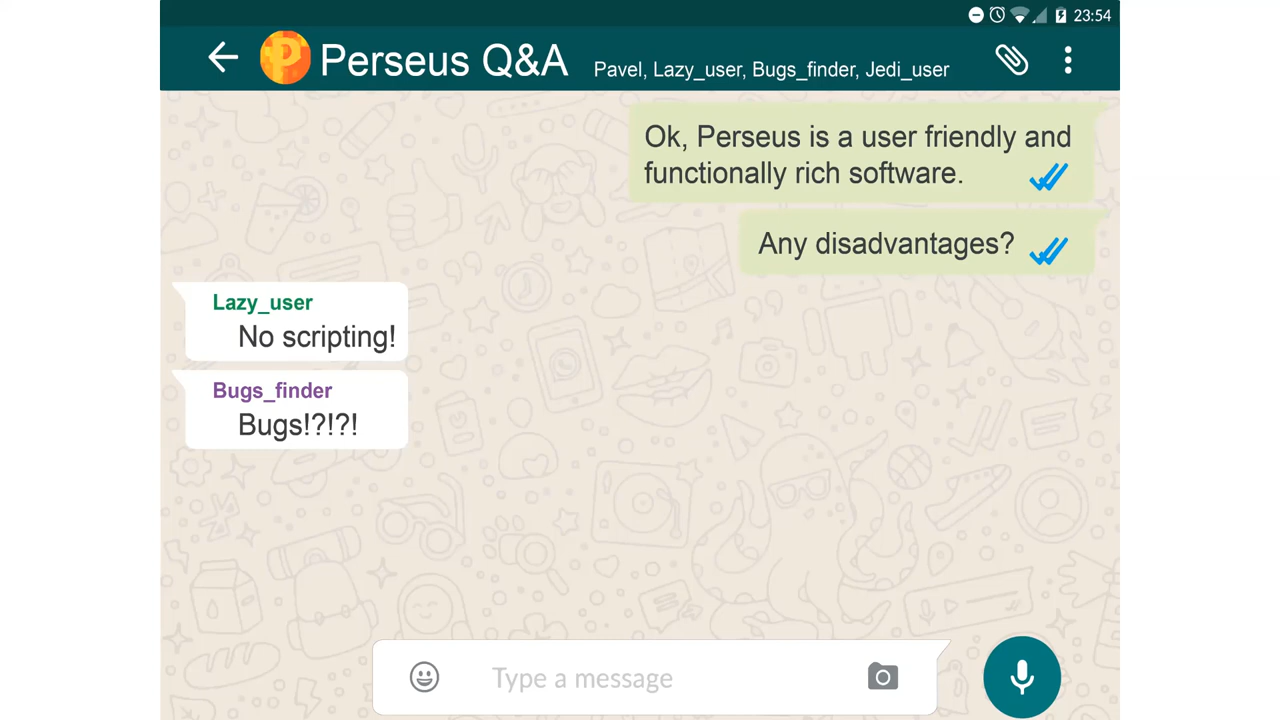 23:54
Perseus Q&A
Pavel, Lazy_user, Bugs_finder, Jedi_user
Ok, Perseus is a user friendly and
functionally rich software.
Any disadvantages?
Lazy_user
No scripting!
Bugs_finder
Bugs!?!?!
Type a message